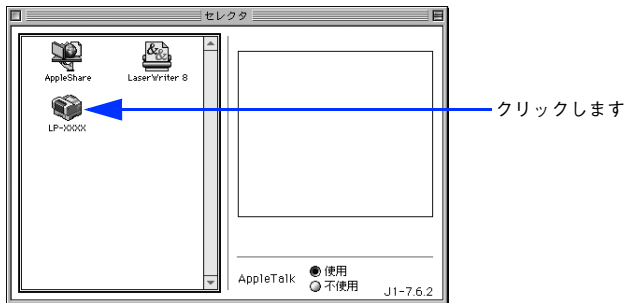 セレクタ
AppleShare
LaserWriter 8
LP-XXXX
クリックします
AppleTalk
使用
不使用
J1-7.6.2